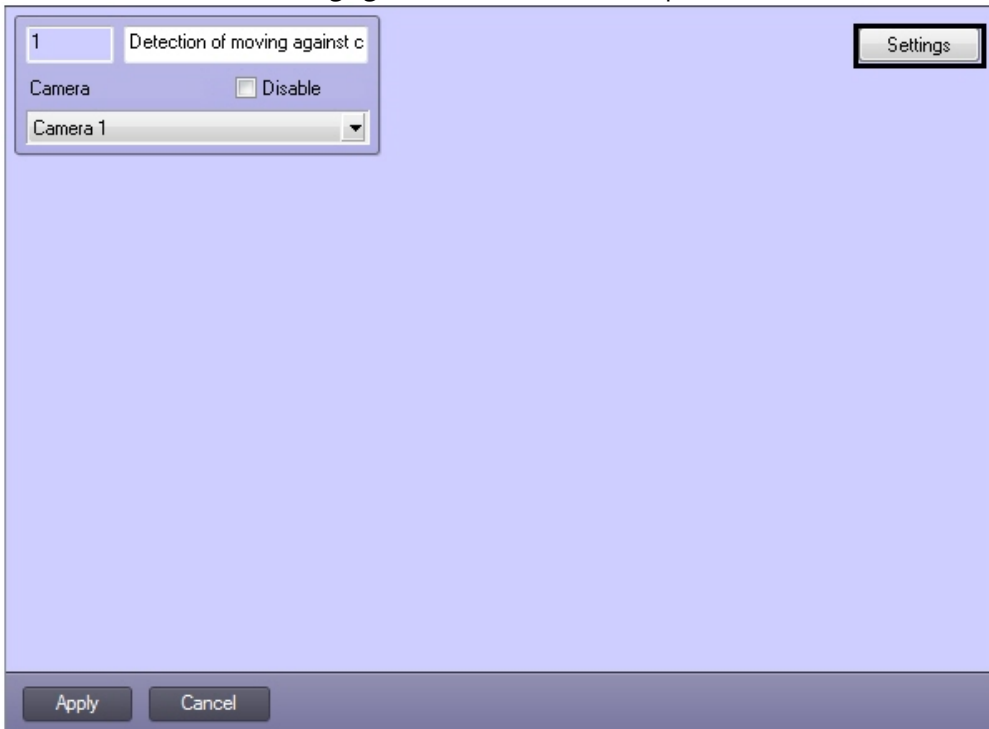 1
Detection of moving against c
Settings
Camera
Disable
Camera 1
Apply
Cancel